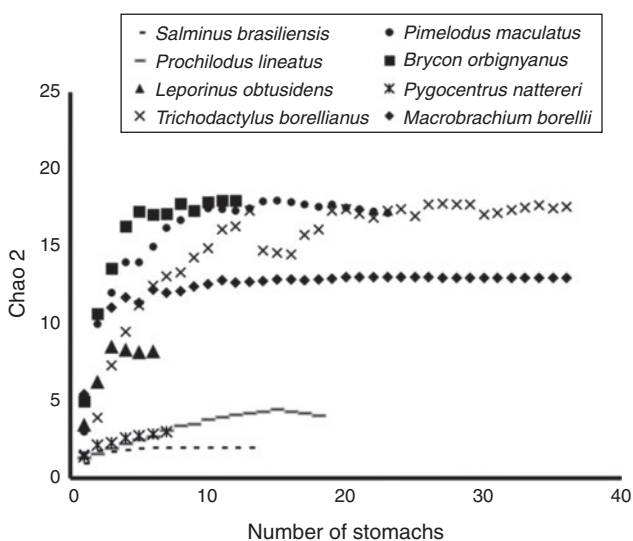 Salminus brasiliensis
Prochilodus lineatus
Leporinus obtusidens
Trichodactylus borellianus
Pimelodus maculatus
Brycon orbignyanus
Pygocentrus nattereri
Macrobrachium borellii
25
20
15
10
5
0
Chao 2
0
10
20
30
40
Number of stomachs